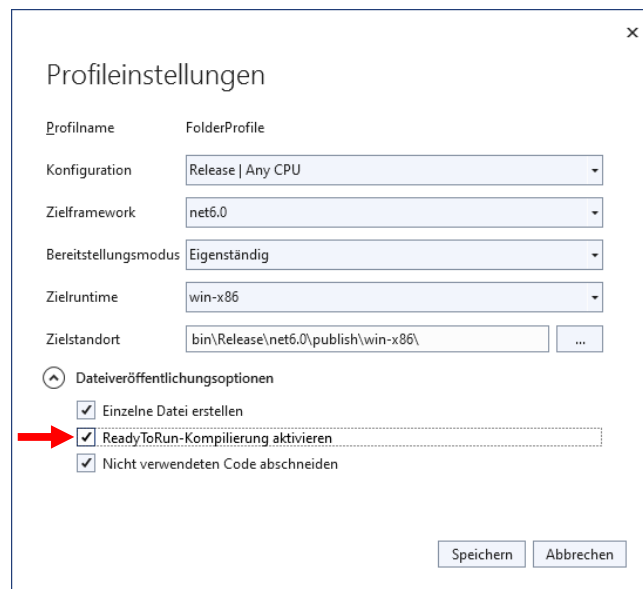 Profileinstellungen
Profilname FolderProfile
Konfiguration Release | Any CPU
Zielframework net6.0
Bereitstellungsmodus Eigenständig
Zielruntime win-x86
Zielstandort bin\Release\net6.0\publish\win-x86\ ...
Dateiveröffentlichungsoptionen
Einzelne Datei erstellen
ReadyToRun-Kompilierung aktivieren
Nicht verwendeten Code abschneiden
Speichern Abbrechen